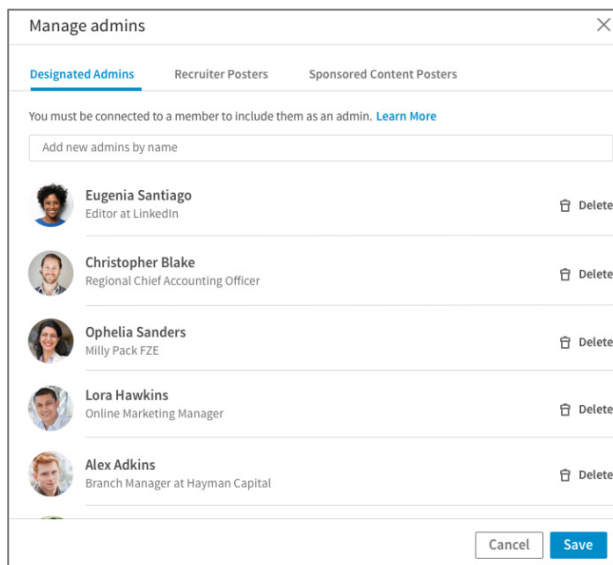 Manage admins
Designated Admins Recruiter Posters Sponsored Content Posters
You must be connected to a member to include them as an admin. Learn More
Add new admins by name
Eugenia Santiago
Editor at LinkedIn
Delete
Christopher Blake
Regional Chief Accounting Officer
Delete
Ophelia Sanders
Milly Pack FZE
Delete
Lora Hawkins
Online Marketing Manager
Delete
Alex Adkins
Branch Manager at Hayman Capital
Delete
Cancel Save